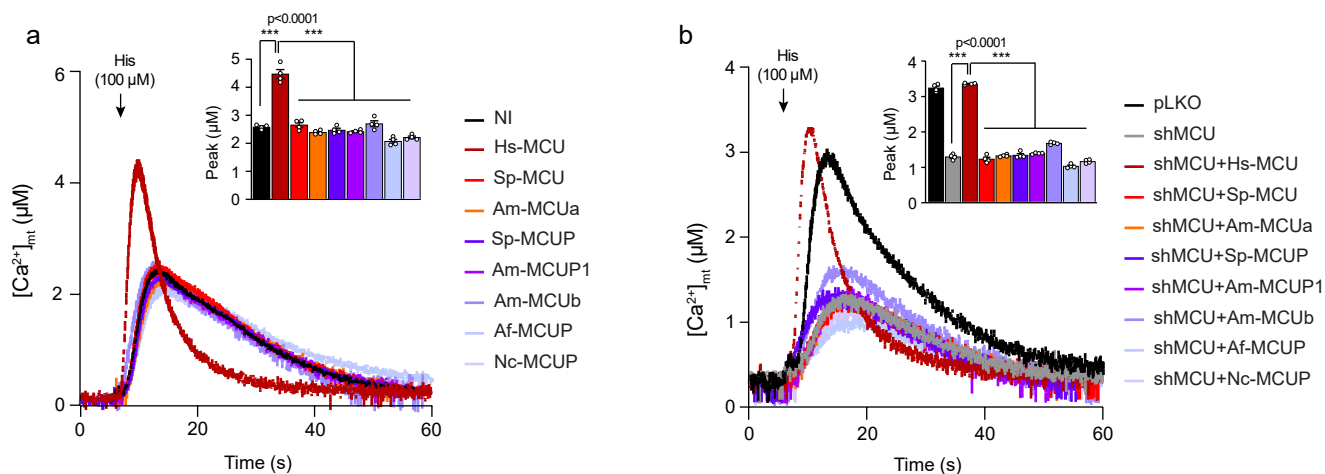 a
His
(100 µM)
[Ca²⁺]mt (µM)
6
4
2
0
0
20
40
60
Time (s)
p<0.0001
***
***
Peak (µM)
5
4
3
2
1
0
NI
Hs-MCU
Sp-MCU
Am-MCUa
Sp-MCUP
Am-MCUP1
Am-MCUb
Af-MCUP
Nc-MCUP
b
His
(100 µM)
[Ca²⁺]mt (µM)
4
3
2
1
0
0
20
40
60
Time (s)
p<0.0001
***
***
Peak (µM)
4
3
2
1
0
pLKO
shMCU
shMCU+Hs-MCU
shMCU+Sp-MCU
shMCU+Am-MCUa
shMCU+Sp-MCUP
shMCU+Am-MCUP1
shMCU+Am-MCUb
shMCU+Af-MCUP
shMCU+Nc-MCUP